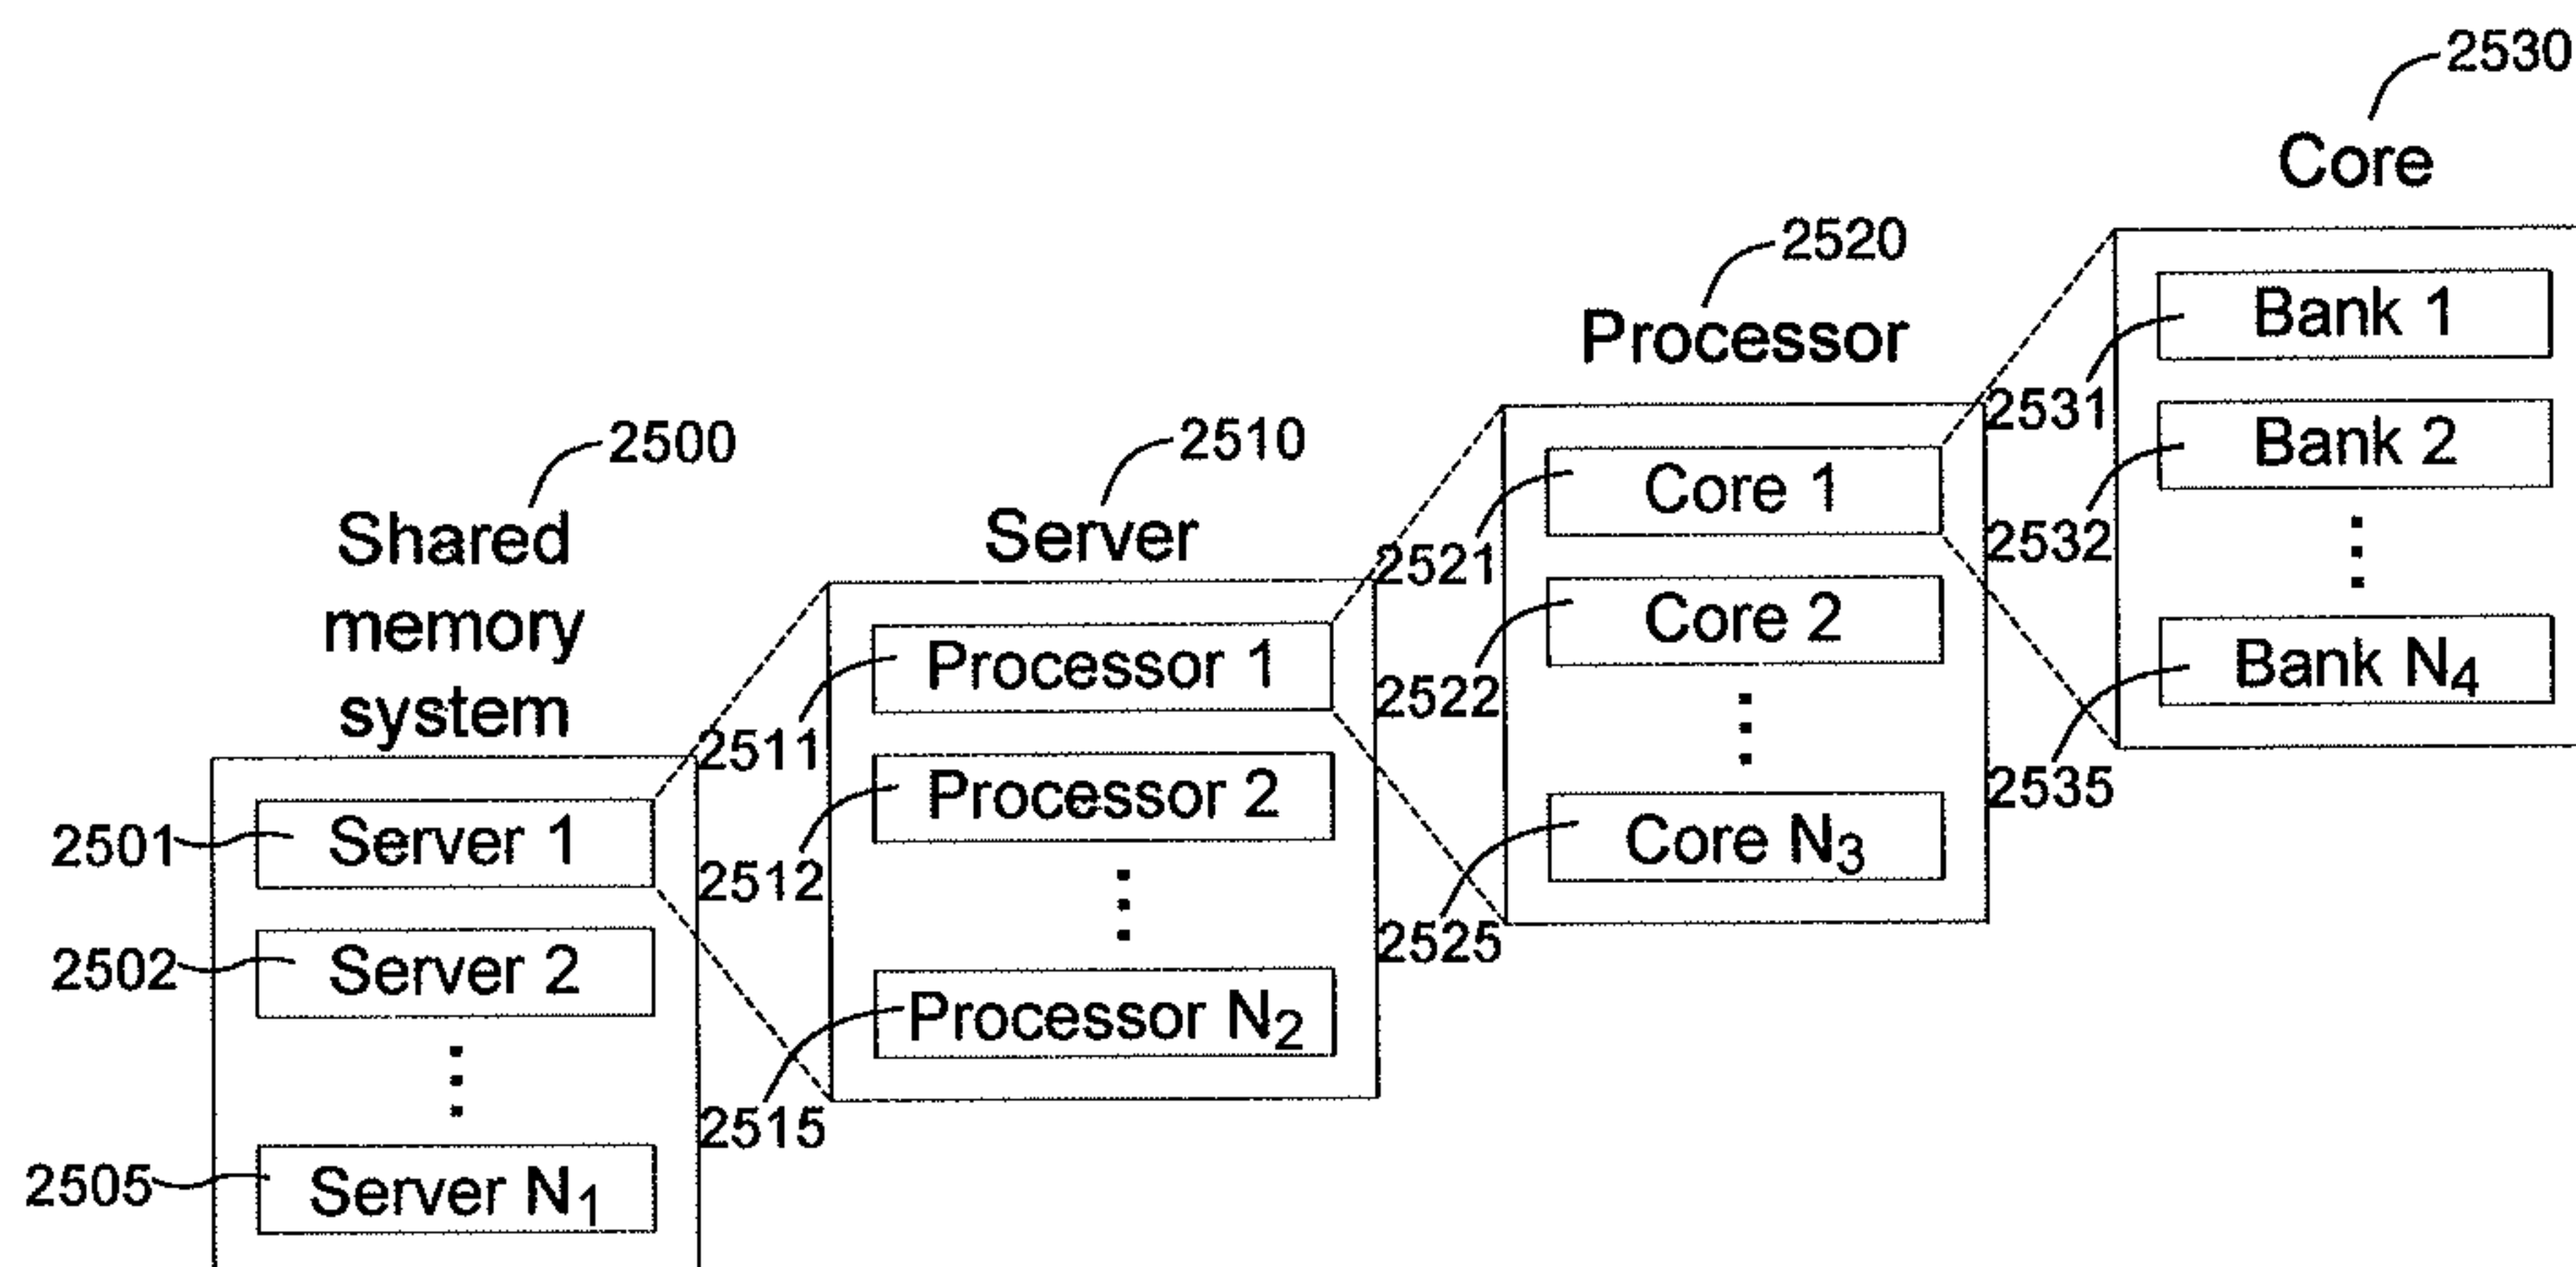 2530
Core
2520
Processor
2531
Bank 1
2532
Bank 2
2535
Bank N₄
2500
Shared
memory
system
2510
Server
2521
Core 1
2522
Core 2
2525
Core N₃
2511
Processor 1
2512
Processor 2
2515
Processor N₂
2501
Server 1
2502
Server 2
2505
Server N₁